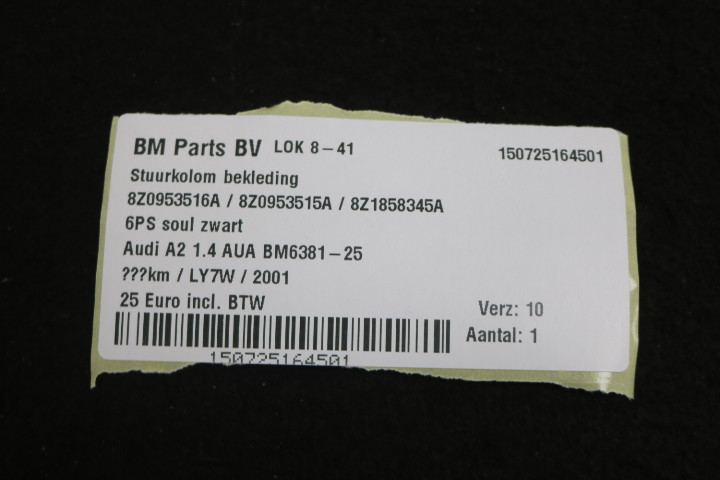 BM Parts BV LOK 8-41 150725164501
Stuurkolom bekleding
8Z0953516A / 8Z0953515A / 8Z1858345A
6PS soul zwart
Audi A2 1.4 AUA BM6381-25
???km / LY7W / 2001
25 Euro incl. BTW Verz: 10
Aantal: 1
150725164501